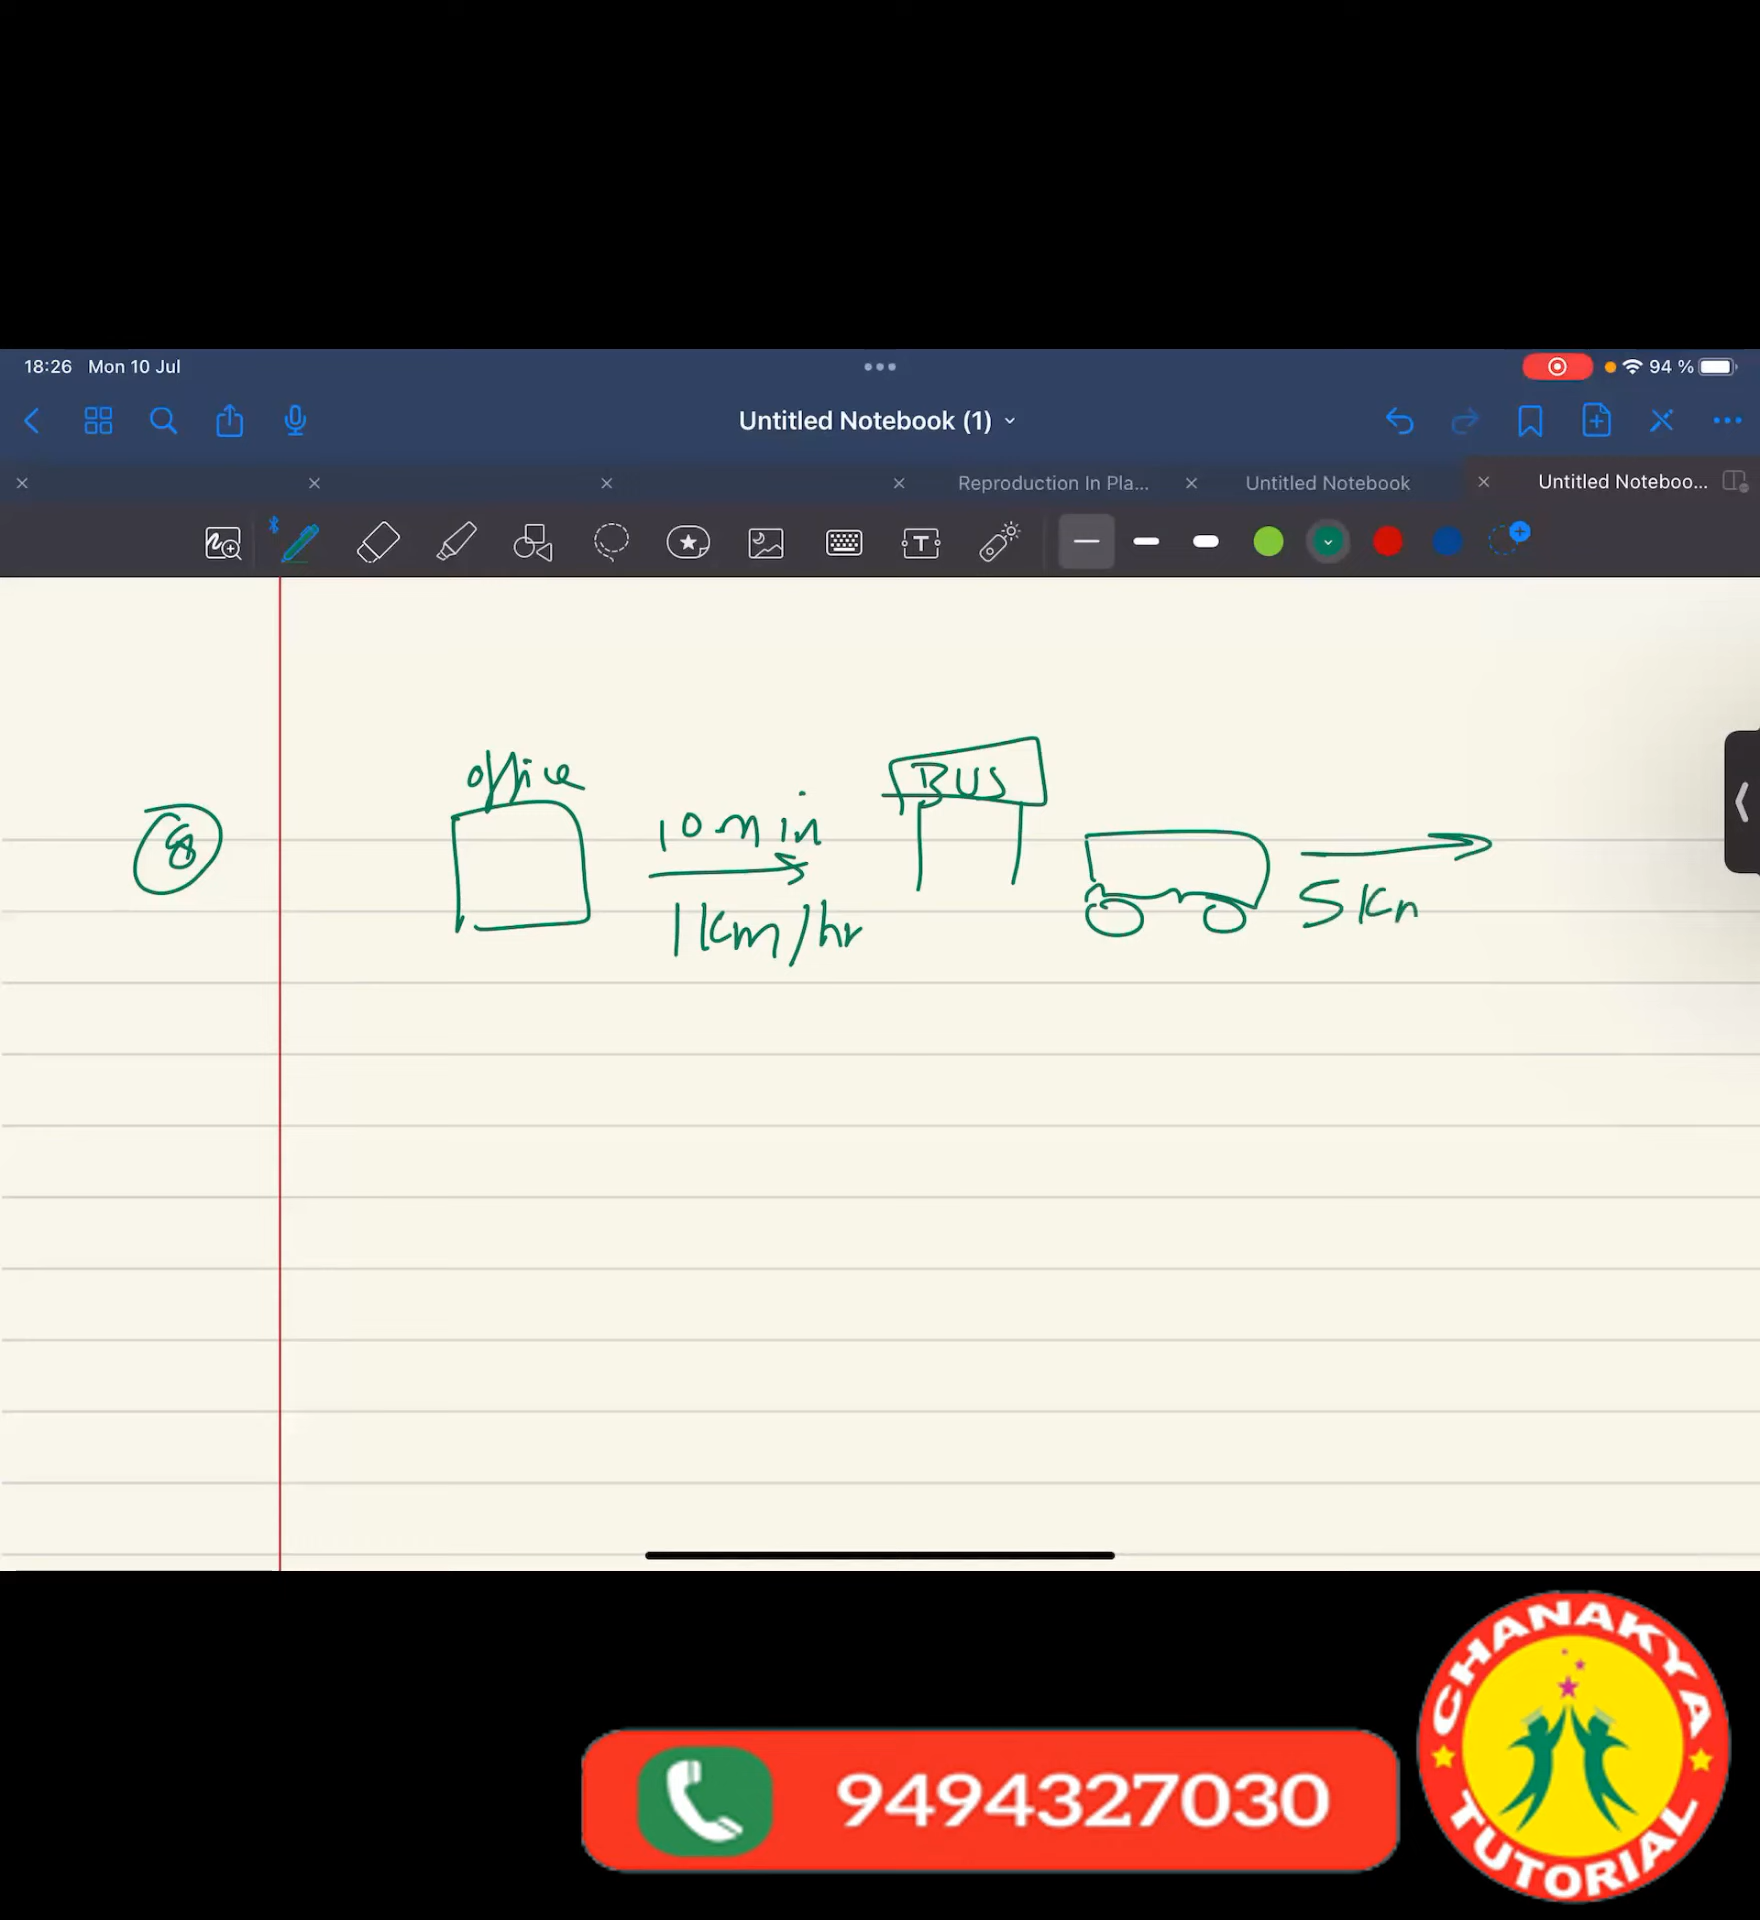 18:26 Mon 10 Jul
94 %
Untitled Notebook (1)
Reproduction In Pla...
Untitled Notebook
Untitled Noteboo...
T
8
office
10 min
1 km/hr
BUS
5 Km
9494327030
CHANAKYA
TUTORIAL